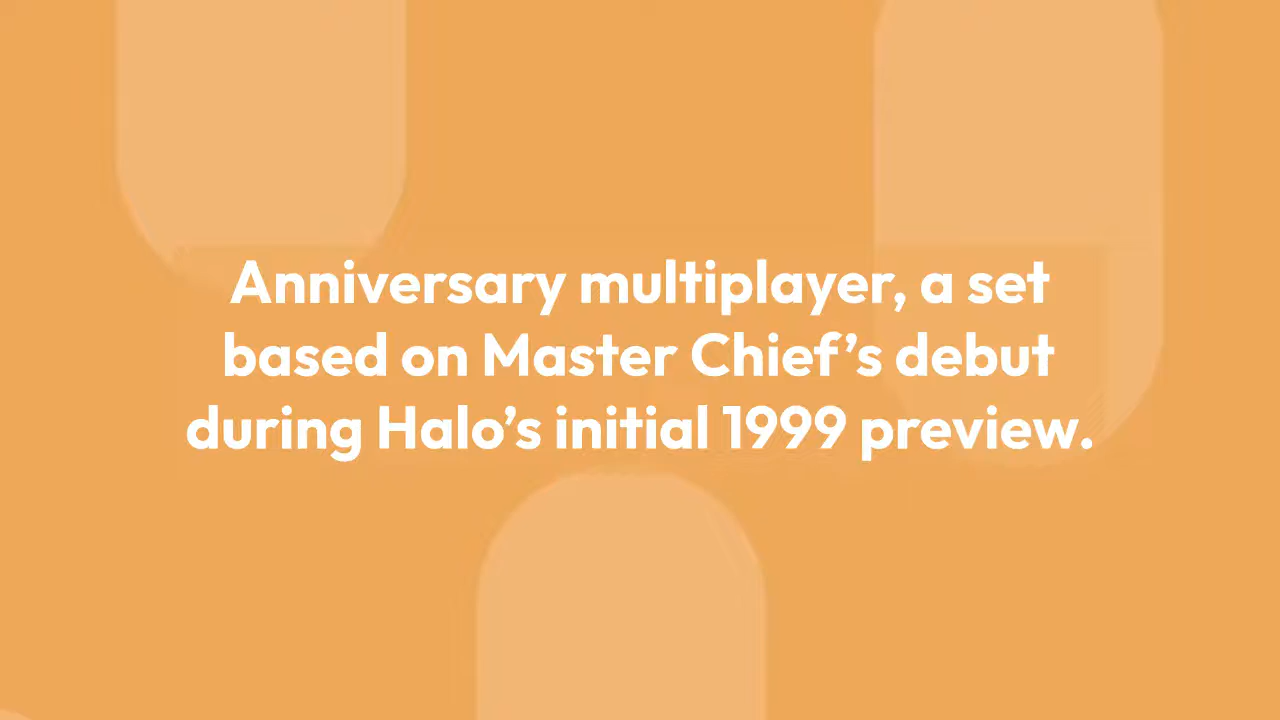 Anniversary multiplayer, a set
based on Master Chief’s debut
during Halo’s initial 1999 preview.